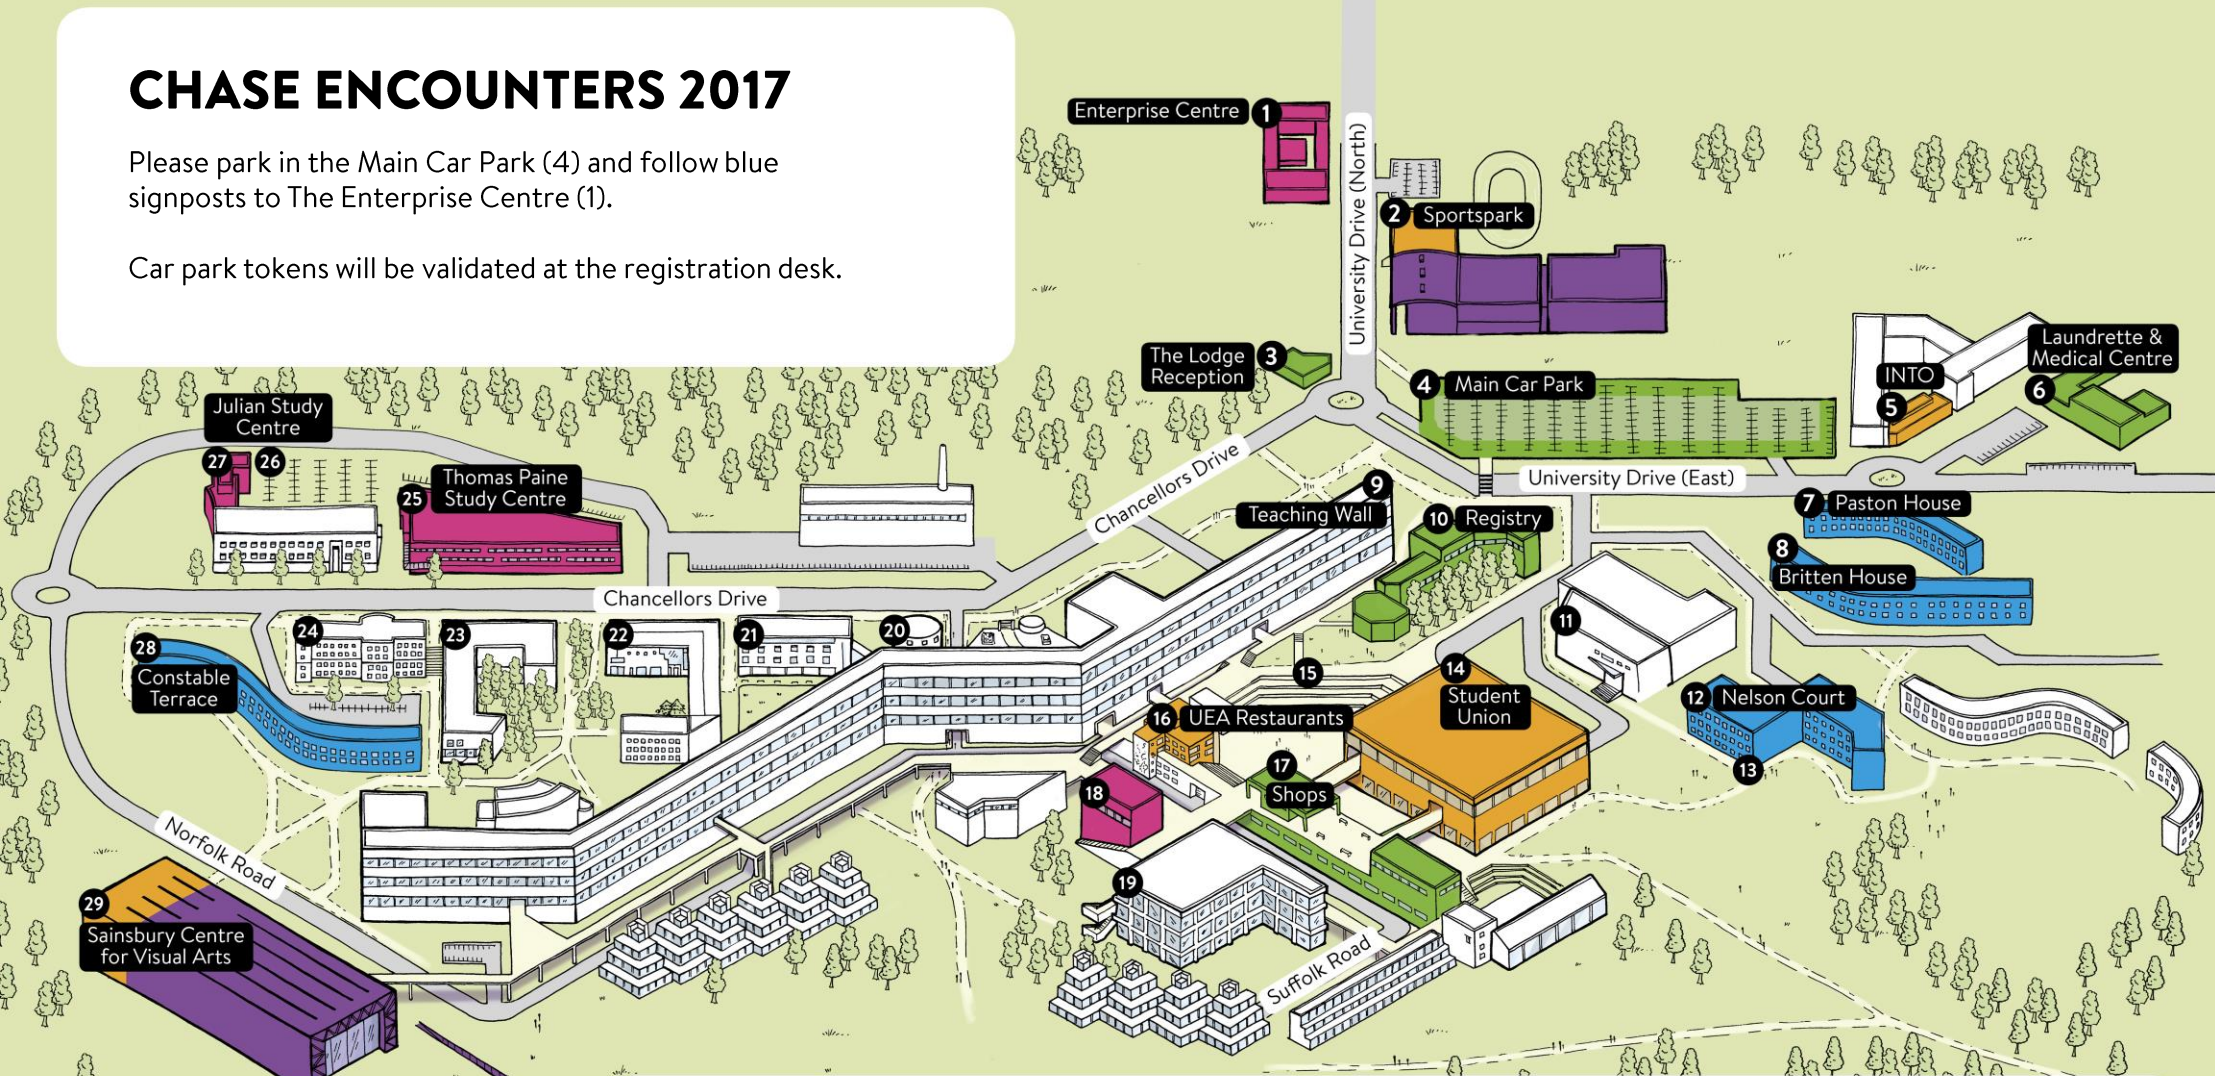 CHASE ENCOUNTERS 2017
Please park in the Main Car Park (4) and follow blue
signposts to The Enterprise Centre (1).
Car park tokens will be validated at the registration desk.
Enterprise Centre 1
University Drive (North)
2 Sportspark
The Lodge
Reception
3
4 Main Car Park
INTO
5
Laundrette &
Medical Centre
6
Julian Study
Centre
27
26
Thomas Paine
Study Centre
25
Chancellors Drive
9
Teaching Wall
10 Registry
University Drive (East)
7 Paston House
8
Britten House
Chancellors Drive
28
Constable
Terrace
24
23
22
21
20
11
15
14
Student
Union
12 Nelson Court
13
16 UEA Restaurants
17
Shops
18
19
Norfolk Road
29
Sainsbury Centre
for Visual Arts
Suffolk Road